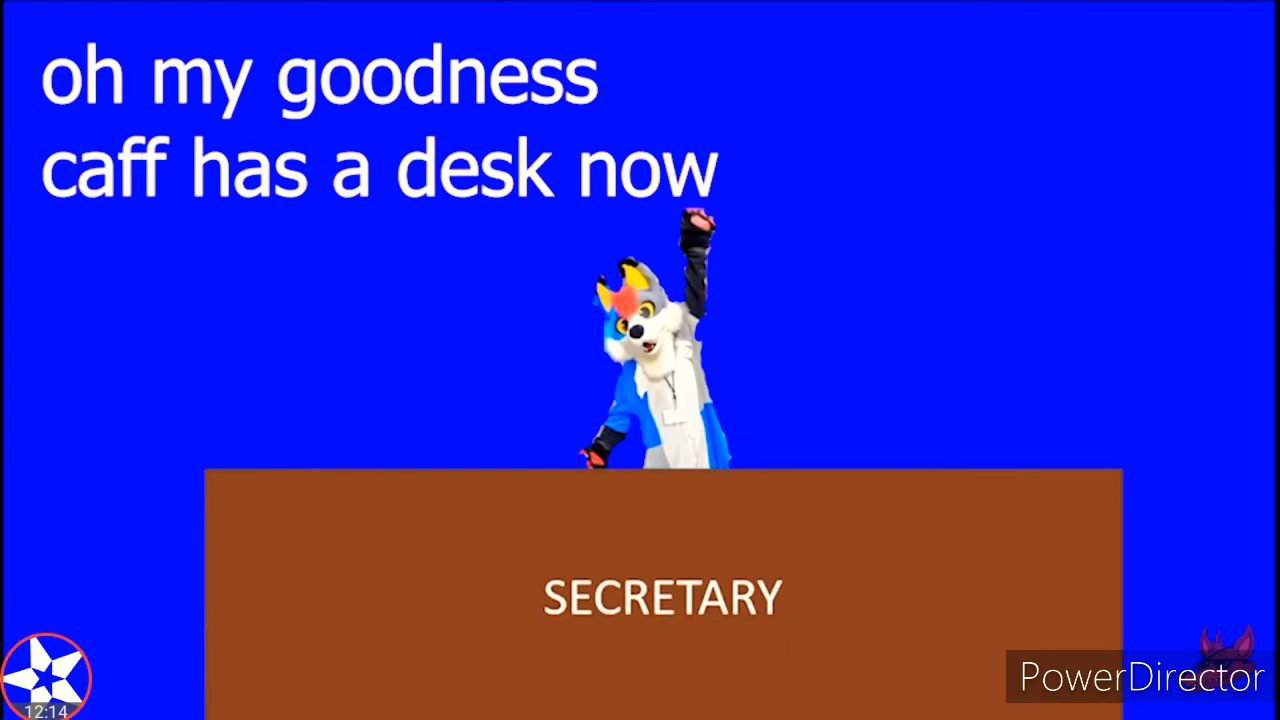 oh my goodness
caff has a desk now
SECRETARY
PowerDirector
12:14